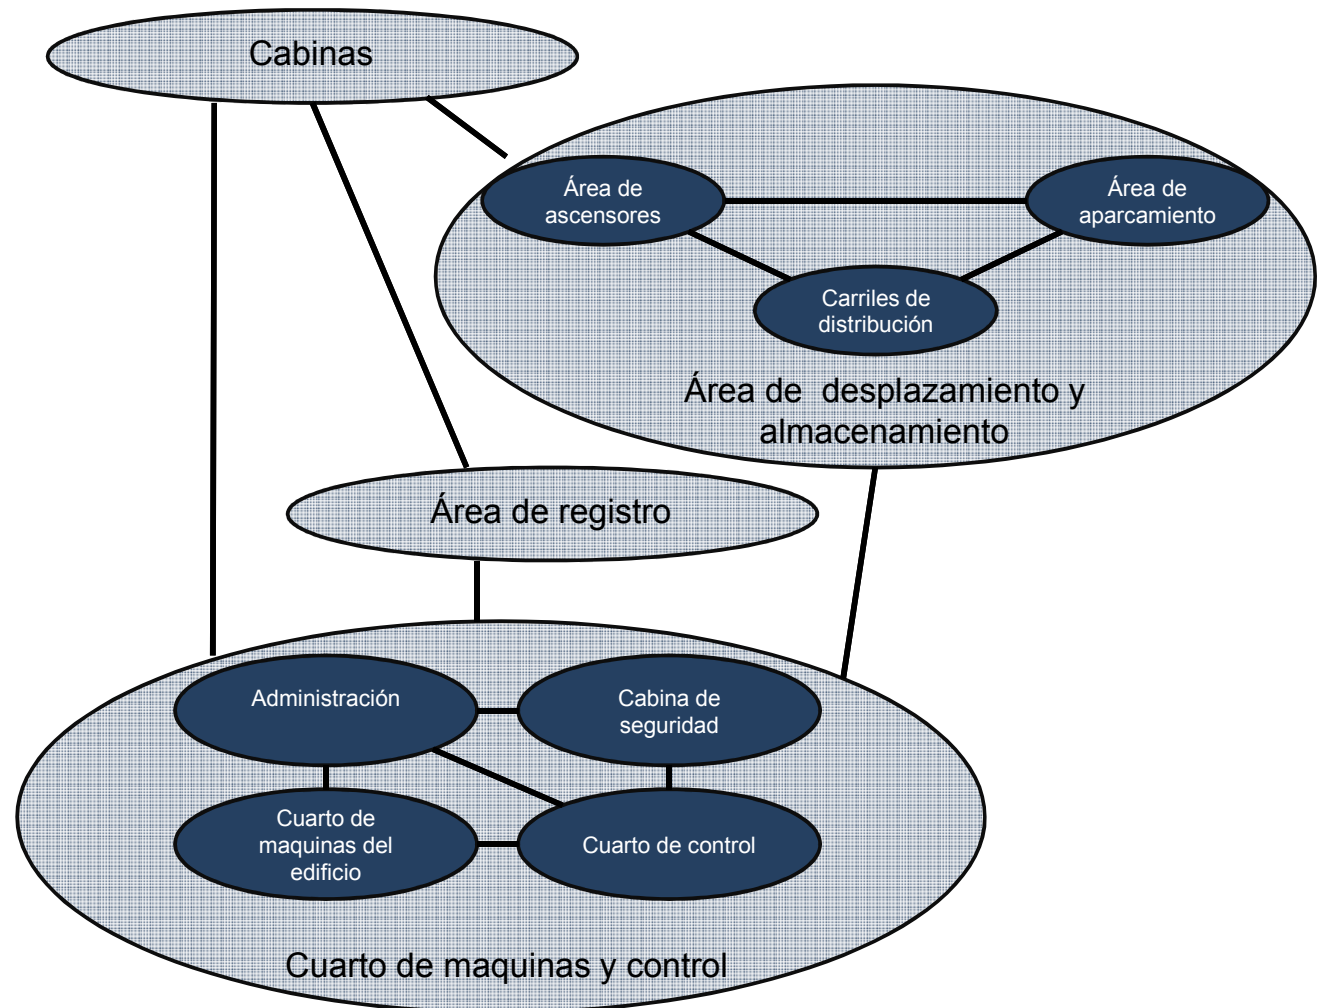 Cabinas
Área de
ascensores
Área de
aparcamiento
Carriles de
distribución
Área de  desplazamiento y
almacenamiento
Área de registro
Administración
Cabina de
seguridad
Cuarto de
maquinas del
edificio
Cuarto de control
Cuarto de maquinas y control